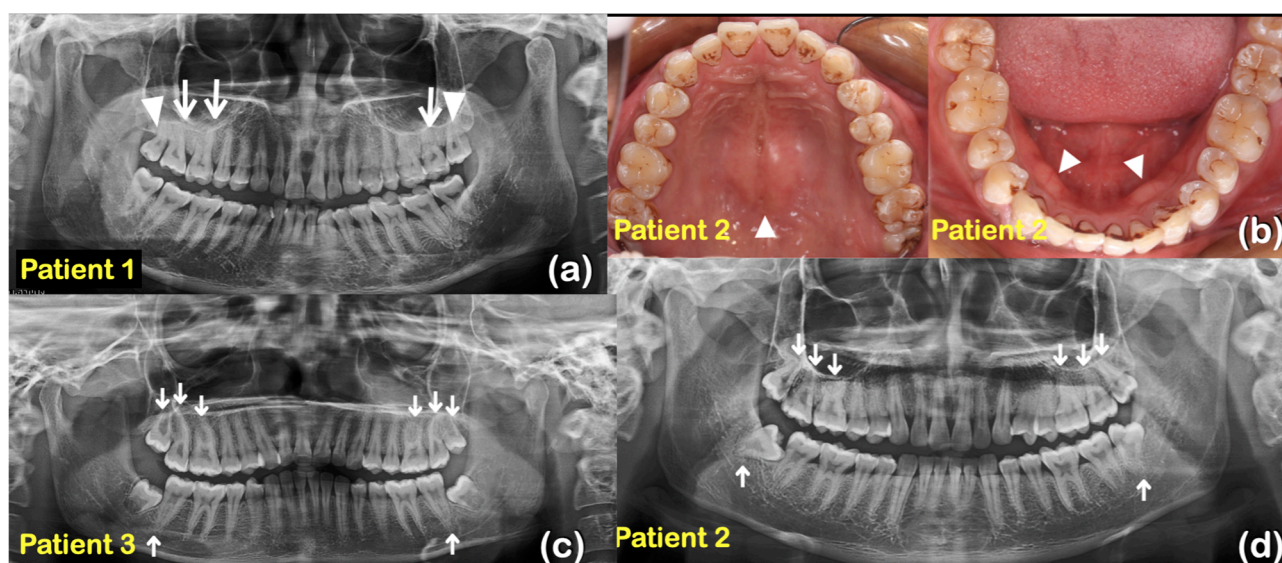 Patient 1
(a)
Patient 2
Patient 2
(b)
Patient 3
(c)
Patient 2
(d)